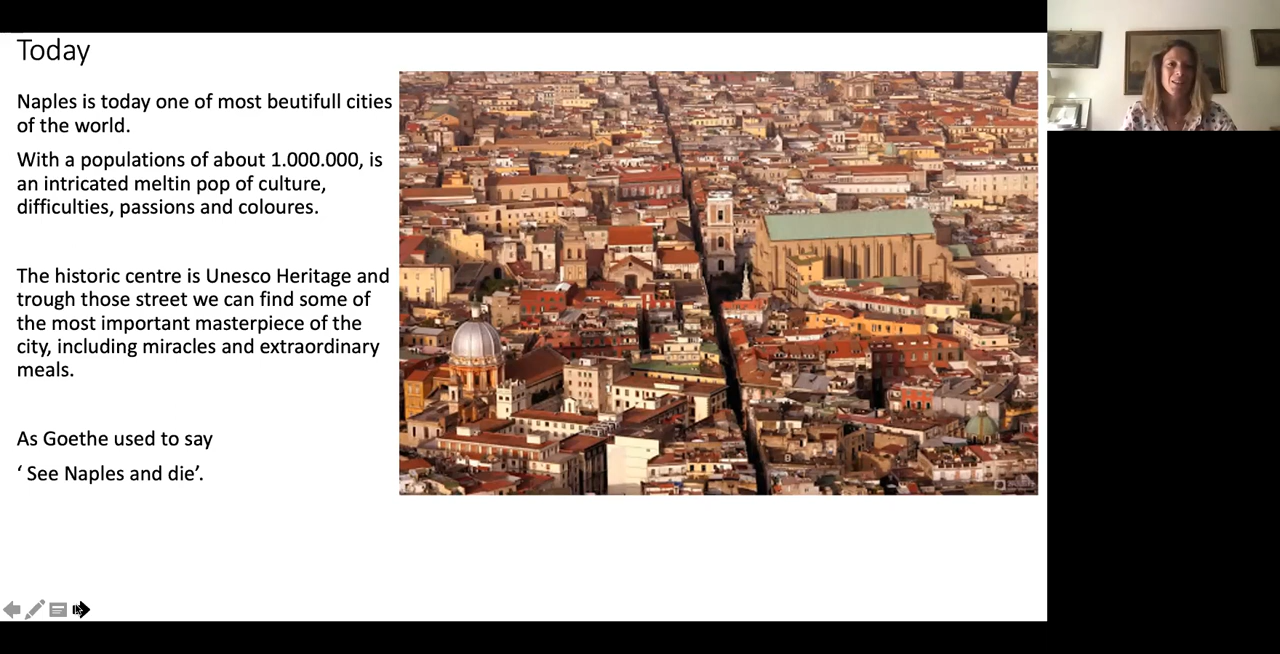 Today
Naples is today one of most beutifull cities
of the world.
With a populations of about 1.000.000, is
an intricated meltin pop of culture,
difficulties, passions and coloures.
The historic centre is Unesco Heritage and
trough those street we can find some of
the most important masterpiece of the
city, including miracles and extraordinary
meals.
As Goethe used to say
‘ See Naples and die’.